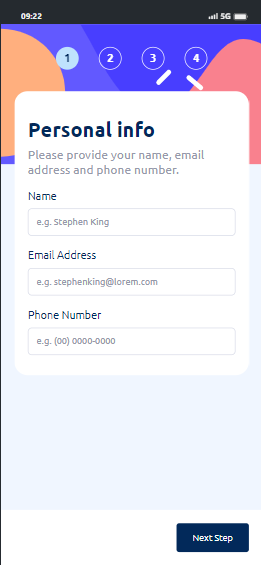 09:22 5G
1 2 3 4
Personal info
Please provide your name, email
address and phone number.
Name
e.g. Stephen King
Email Address
e.g. stephenking@lorem.com
Phone Number
e.g. (00) 0000-0000
Next Step